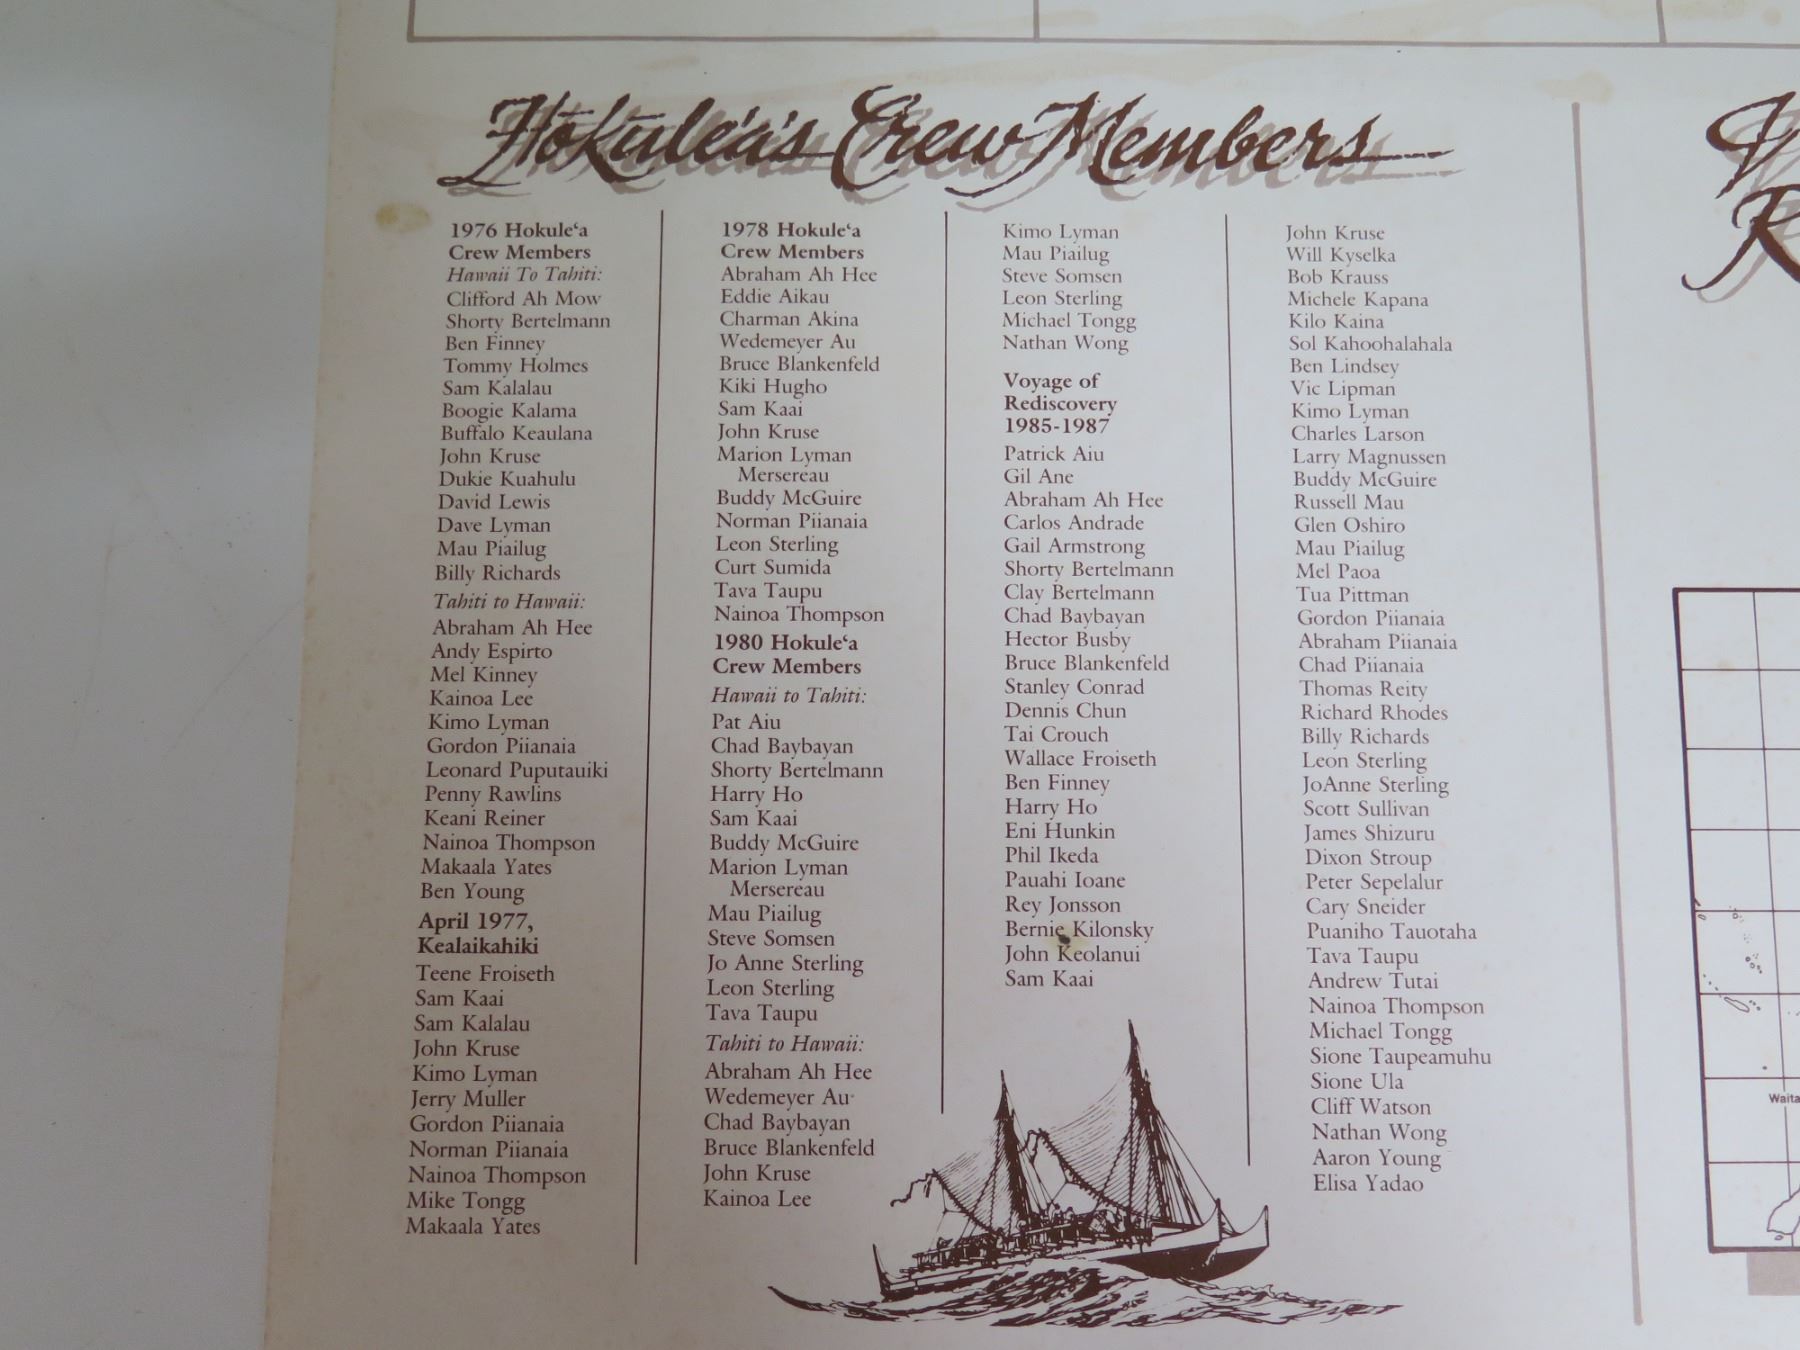 Hokule'a's Crew Members
1976 Hokule‘a
Crew Members
Hawaii To Tahiti:
Clifford Ah Mow
Shorty Bertelmann
Ben Finney
Tommy Holmes
Sam Kalalau
Boogie Kalama
Buffalo Keaulana
John Kruse
Dukie Kuahulu
David Lewis
Dave Lyman
Mau Piailug
Billy Richards
Tahiti to Hawaii:
Abraham Ah Hee
Andy Espirto
Mel Kinney
Kainoa Lee
Kimo Lyman
Gordon Piianaia
Leonard Puputauiki
Penny Rawlins
Keani Reiner
Nainoa Thompson
Makaala Yates
Ben Young
April 1977,
Kealaikahiki
Teene Froiseth
Sam Kaai
Sam Kalalau
John Kruse
Kimo Lyman
Jerry Muller
Gordon Piianaia
Norman Piianaia
Nainoa Thompson
Mike Tongg
Makaala Yates
1978 Hokule‘a
Crew Members
Abraham Ah Hee
Eddie Aikau
Charman Akina
Wedemeyer Au
Bruce Blankenfeld
Kiki Hugho
Sam Kaai
John Kruse
Marion Lyman
Mersereau
Buddy McGuire
Norman Piianaia
Leon Sterling
Curt Sumida
Tava Taupu
Nainoa Thompson
1980 Hokule‘a
Crew Members
Hawaii to Tahiti:
Pat Aiu
Chad Baybayan
Shorty Bertelmann
Harry Ho
Sam Kaai
Buddy McGuire
Marion Lyman
Mersereau
Mau Piailug
Steve Somsen
Jo Anne Sterling
Leon Sterling
Tava Taupu
Tahiti to Hawaii:
Abraham Ah Hee
Wedemeyer Au
Chad Baybayan
Bruce Blankenfeld
John Kruse
Kainoa Lee
Kimo Lyman
Mau Piailug
Steve Somsen
Leon Sterling
Michael Tongg
Nathan Wong
Voyage of
Rediscovery
1985-1987
Patrick Aiu
Gil Ane
Abraham Ah Hee
Carlos Andrade
Gail Armstrong
Shorty Bertelmann
Clay Bertelmann
Chad Baybayan
Hector Busby
Bruce Blankenfeld
Stanley Conrad
Dennis Chun
Tai Crouch
Wallace Froiseth
Ben Finney
Harry Ho
Eni Hunkin
Phil Ikeda
Pauahi Ioane
Rey Jonsson
Bernie Kilonsky
John Keolanui
Sam Kaai
John Kruse
Will Kyselka
Bob Krauss
Michele Kapana
Kilo Kaina
Sol Kahoohalahala
Ben Lindsey
Vic Lipman
Kimo Lyman
Charles Larson
Larry Magnussen
Buddy McGuire
Russell Mau
Glen Oshiro
Mau Piailug
Mel Paoa
Tua Pittman
Gordon Piianaia
Abraham Piianaia
Chad Piianaia
Thomas Reity
Richard Rhodes
Billy Richards
Leon Sterling
JoAnne Sterling
Scott Sullivan
James Shizuru
Dixon Stroup
Peter Sepelalur
Cary Sneider
Puaniho Tauotaha
Tava Taupu
Andrew Tutai
Nainoa Thompson
Michael Tongg
Sione Taupeamuhu
Sione Ula
Cliff Watson
Nathan Wong
Aaron Young
Elisa Yadao